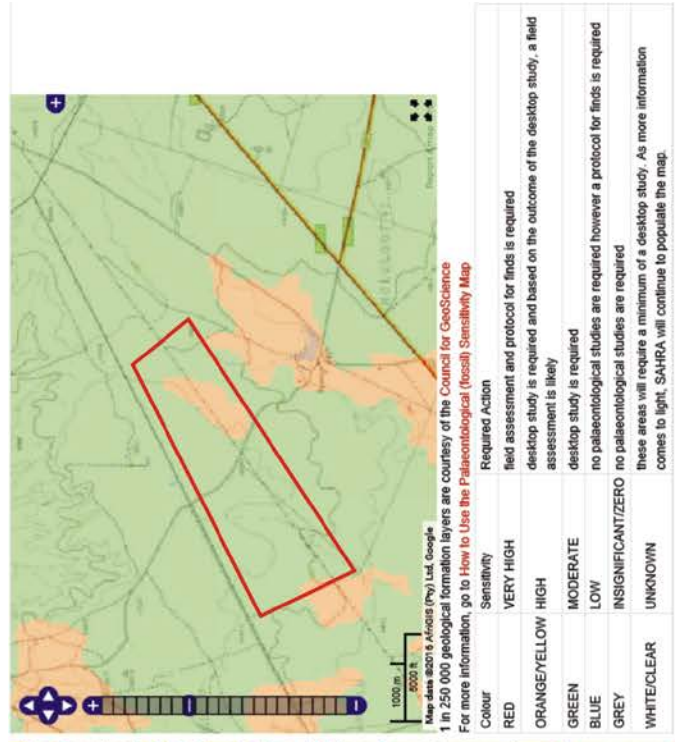 1000 m
5000 ft
Map data ©2016 AfriGIS (Pty) Ltd, Google
Report a map
1 in 250 000 geological formation layers are courtesy of the Council for GeoScience
For more information, go to How to Use the Palaeontological (fossil) Sensitivity Map
Colour Sensitivity Required Action
RED VERY HIGH field assessment and protocol for finds is required
ORANGE/YELLOW HIGH desktop study is required and based on the outcome of the desktop study, a field
assessment is likely
GREEN MODERATE desktop study is required
BLUE LOW no palaeontological studies are required however a protocol for finds is required
GREY INSIGNIFICANT/ZERO no palaeontological studies are required
WHITE/CLEAR UNKNOWN these areas will require a minimum of a desktop study. As more information
comes to light, SAHRA will continue to populate the map.